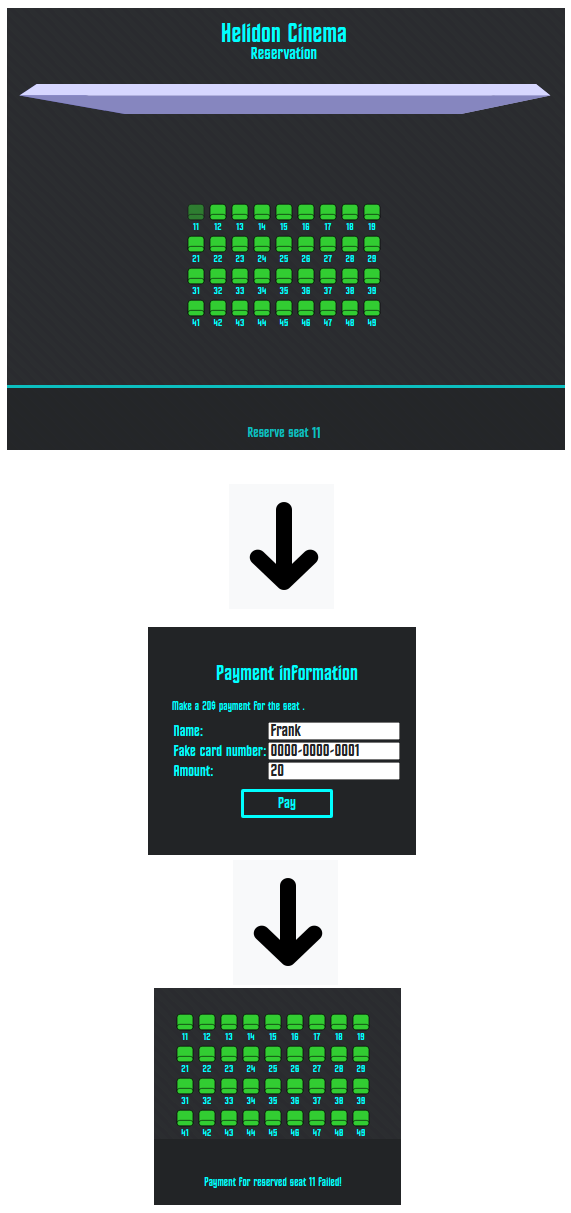 Helidon Cinema
Reservation
11 12 13 14 15 16 17 18 19
21 22 23 24 25 26 27 28 29
31 32 33 34 35 36 37 38 39
41 42 43 44 45 46 47 48 49
Reserve seat 11
Payment information
Make a 20$ payment for the seat .
Name: Frank
Fake card number: 0000-0000-0001
Amount: 20
Pay
11 12 13 14 15 16 17 18 19
21 22 23 24 25 26 27 28 29
31 32 33 34 35 36 37 38 39
41 42 43 44 45 46 47 48 49
Payment for reserved seat 11 failed!